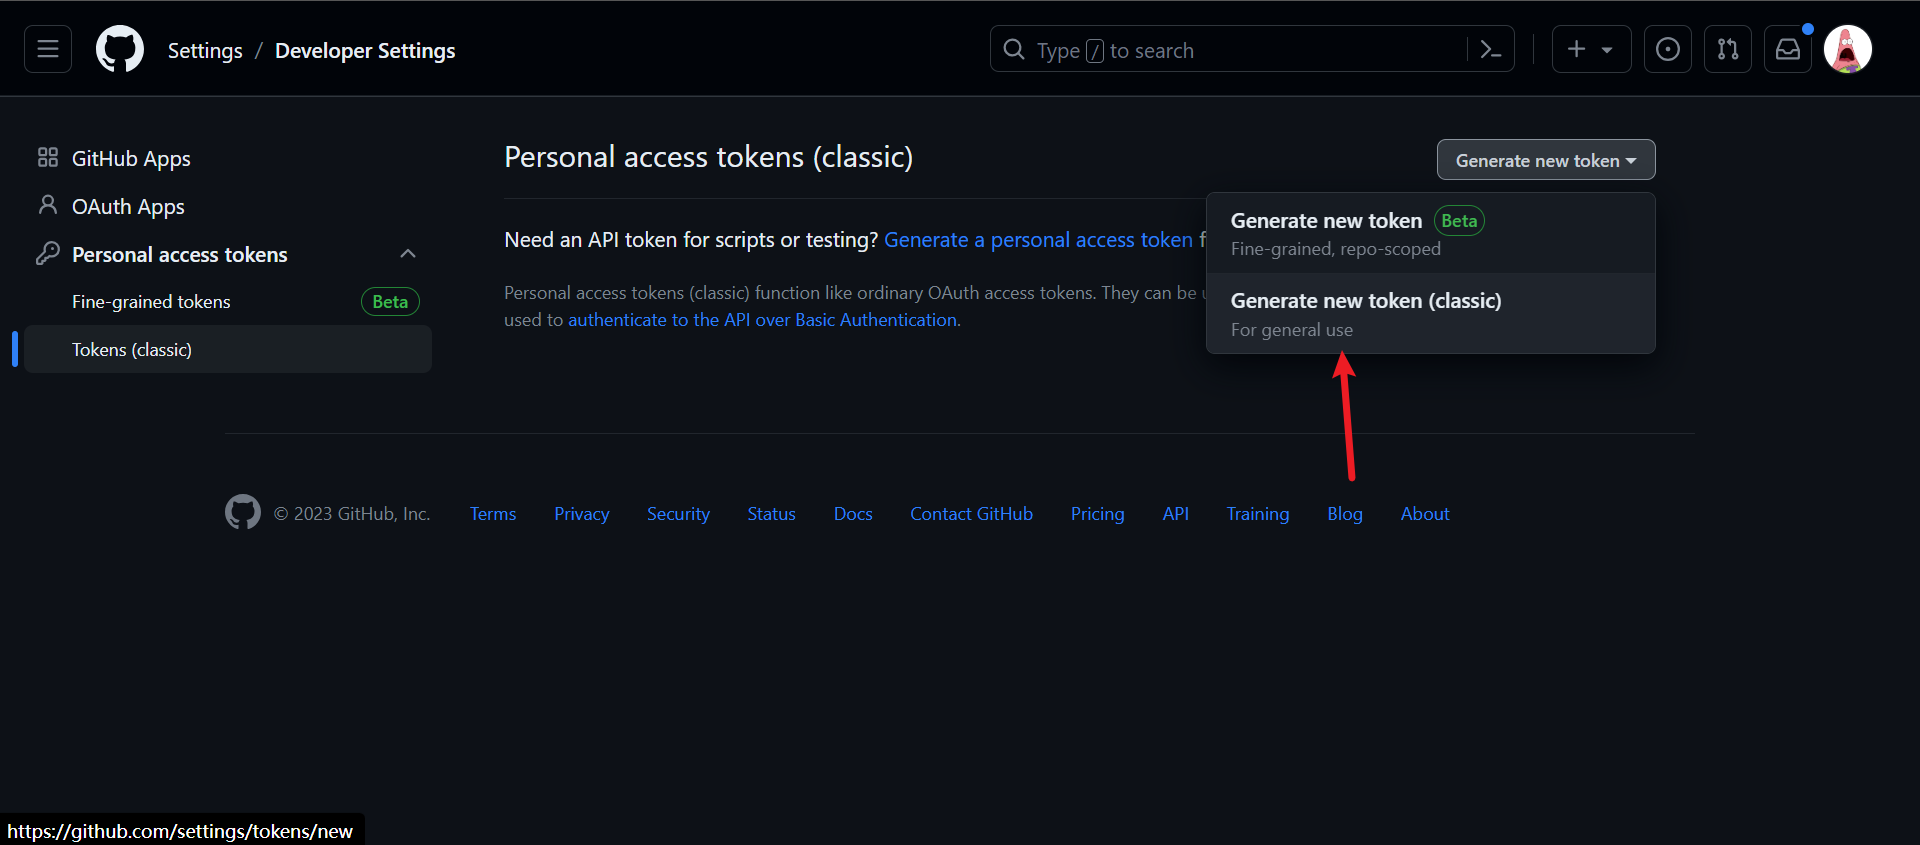 Settings / Developer Settings
Type / to search
GitHub Apps
OAuth Apps
Personal access tokens
Fine-grained tokens Beta
Tokens (classic)
Personal access tokens (classic)
Generate new token
Need an API token for scripts or testing? Generate a personal access token f
Personal access tokens (classic) function like ordinary OAuth access tokens. They can be u
used to authenticate to the API over Basic Authentication.
Generate new token Beta
Fine-grained, repo-scoped
Generate new token (classic)
For general use
© 2023 GitHub, Inc. Terms Privacy Security Status Docs Contact GitHub Pricing API Training Blog About
https://github.com/settings/tokens/new